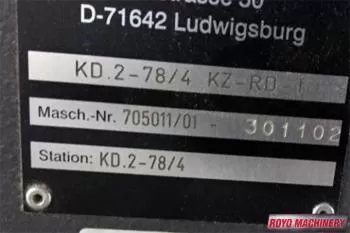 D-71642 Ludwigsburg
KD.2-78/4 KZ-RD-1
Masch.-Nr. 705011/01 - 301102
Station: KD.2-78/4
ROYO MACHINERY